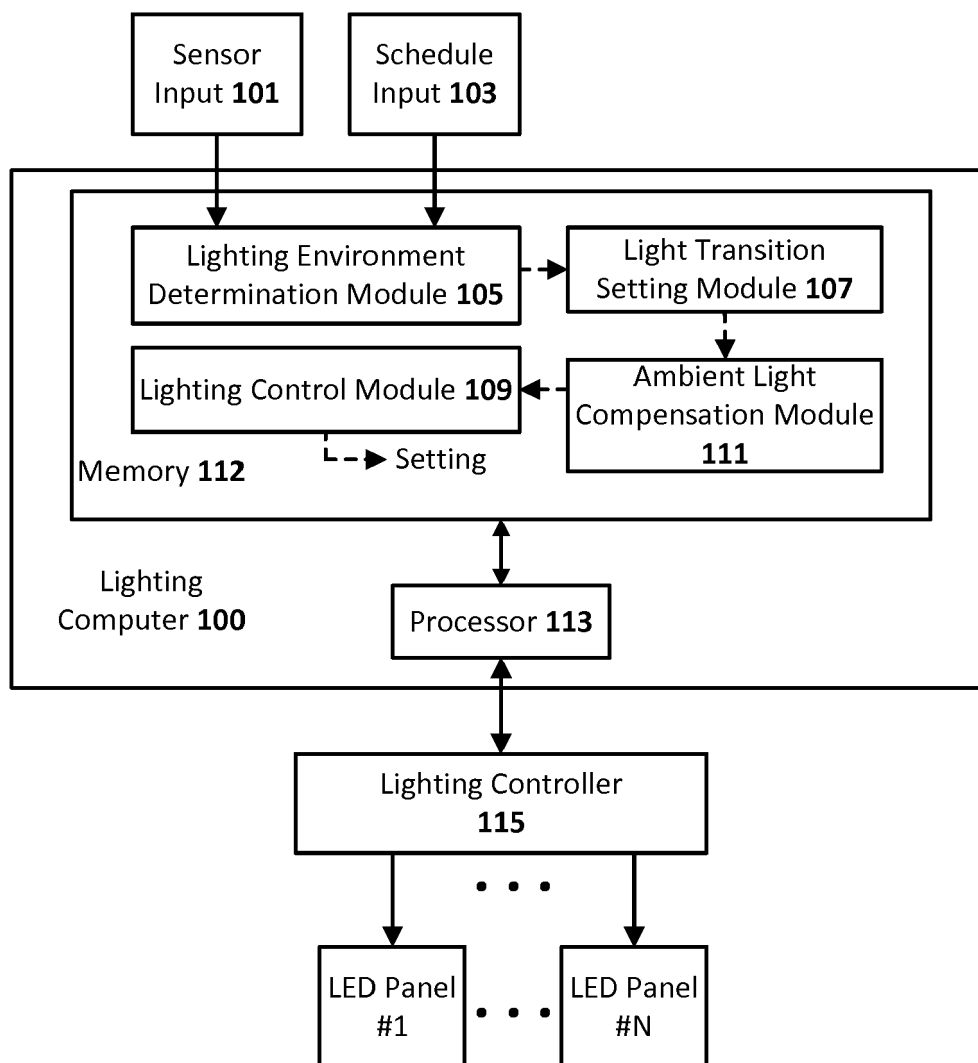 Sensor
Input 101
Schedule
Input 103
Lighting Environment
Determination Module 105
Light Transition
Setting Module 107
Lighting Control Module 109
Ambient Light
Compensation Module
111
Setting
Memory 112
Lighting
Computer 100
Processor 113
Lighting Controller
115
• • •
LED Panel
#1
• • •
LED Panel
#N